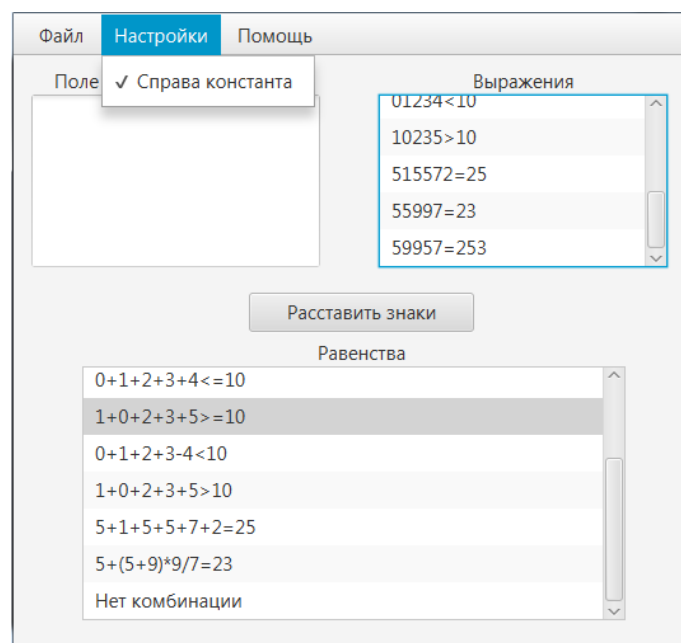 Файл Настройки Помощь
✓ Справа константа
Поле
Выражения
01234<10
10235>10
515572=25
55997=23
59957=253
Расставить знаки
Равенства
0+1+2+3+4<=10
1+0+2+3+5>=10
0+1+2+3-4<10
1+0+2+3+5>10
5+1+5+5+7+2=25
5+(5+9)*9/7=23
Нет комбинации